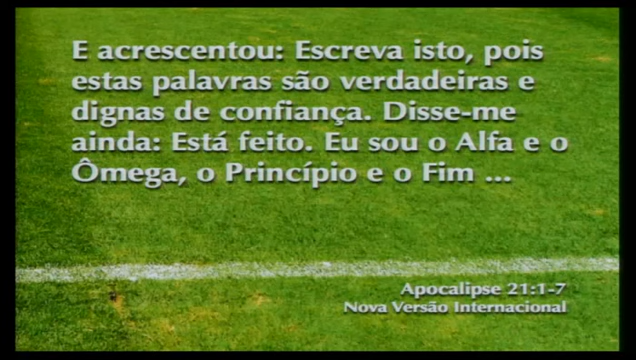 E acrescentou: Escreva isto, pois
estas palavras são verdadeiras e
dignas de confiança. Disse-me
ainda: Está feito. Eu sou o Alfa e o
Ômega, o Princípio e o Fim ...
Apocalipse 21:1-7
Nova Versão Internacional